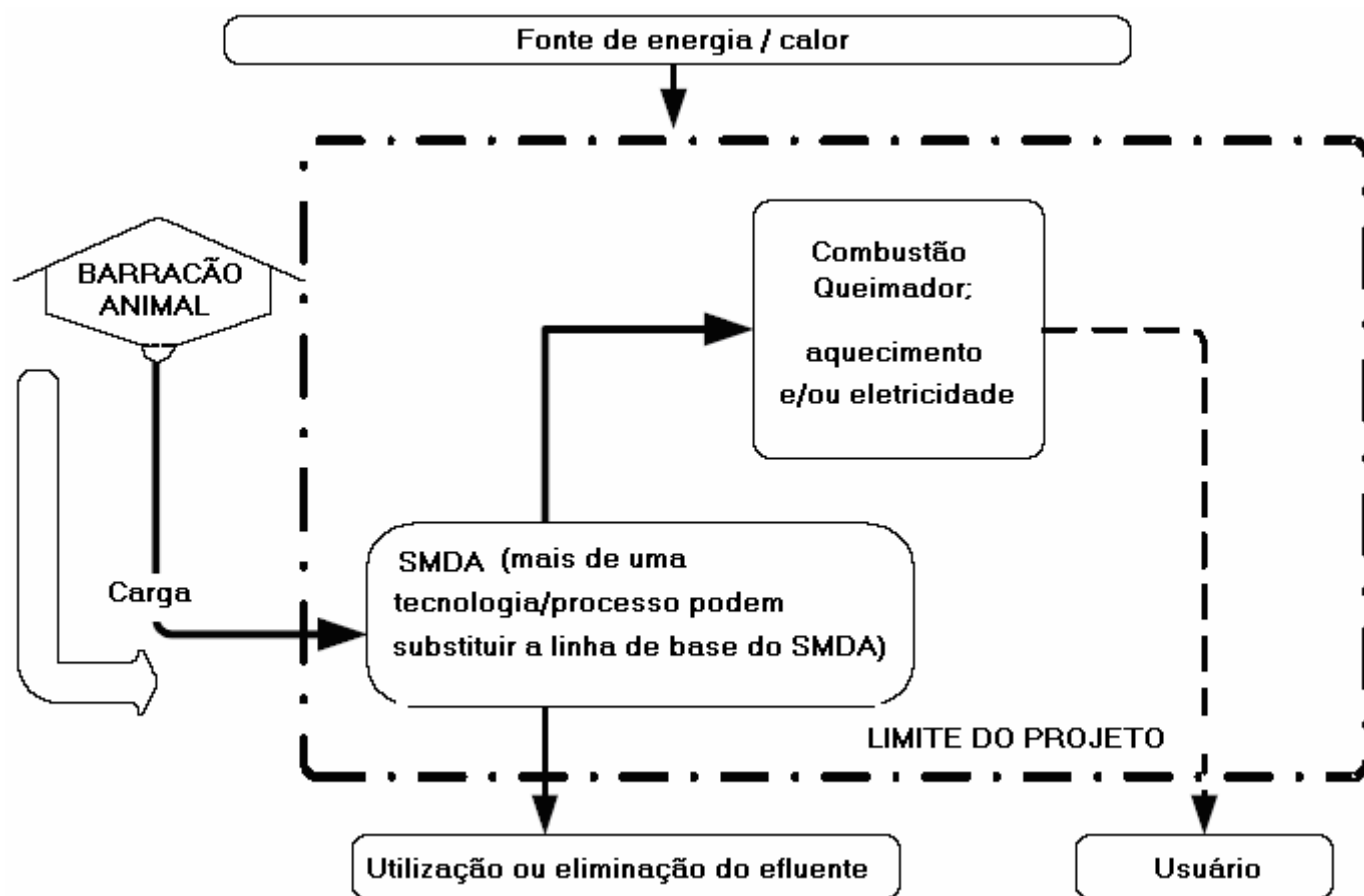 Fonte de energia / calor
BARRACÃO
ANIMAL
Combustão
Queimador;
aquecimento
e/ou eletricidade
Carga
SMDA (mais de uma
tecnologia/processo podem
substituir a linha de base do SMDA)
LIMITE DO PROJETO
Utilização ou eliminação do efluente
Usuário